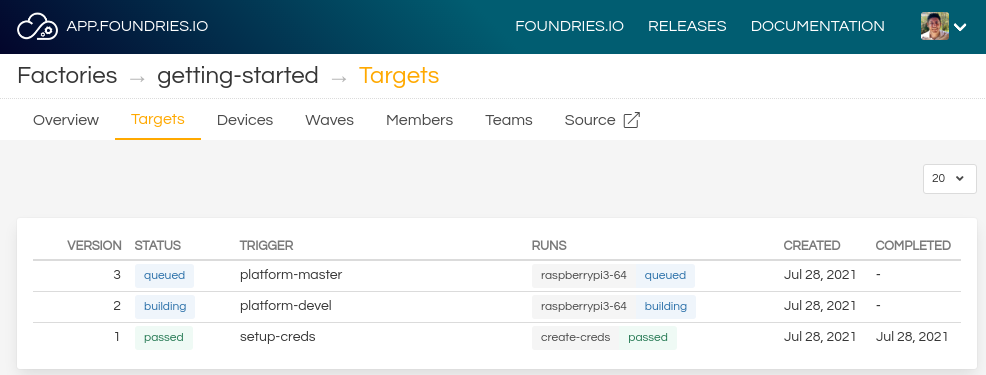 APP.FOUNDRIES.IO FOUNDRIES.IO RELEASES DOCUMENTATION
Factories → getting-started → Targets
Overview Targets Devices Waves Members Teams Source
20
VERSION STATUS TRIGGER RUNS CREATED COMPLETED
3 queued platform-master raspberrypi3-64 queued Jul 28, 2021 -
2 building platform-devel raspberrypi3-64 building Jul 28, 2021 -
1 passed setup-creds create-creds passed Jul 28, 2021 Jul 28, 2021